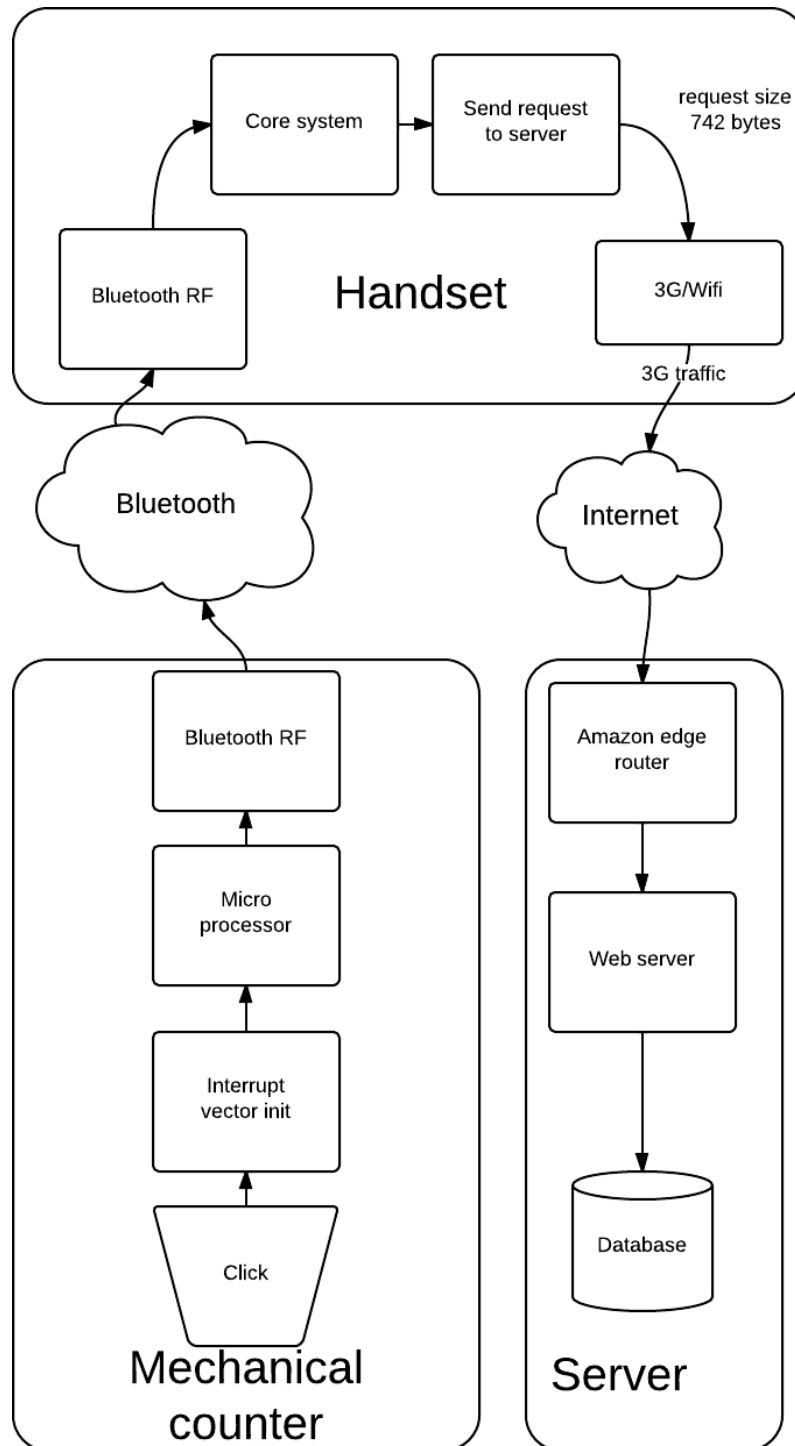 Core system
Send request
to server
request size
742 bytes
Bluetooth RF
Handset
3G/Wifi
3G traffic
Bluetooth
Internet
Bluetooth RF
Micro
processor
Interrupt
vector init
Click
Mechanical
counter
Amazon edge
router
Web server
Database
Server